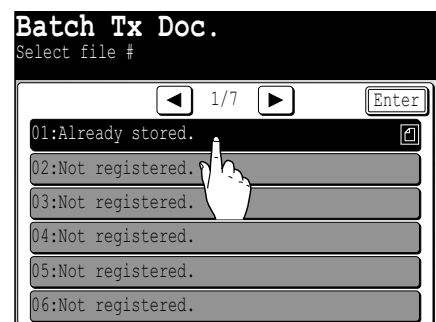 Batch Tx Doc.
Select file #
1/7
Enter
01:Already stored.
02:Not registered.
03:Not registered.
04:Not registered.
05:Not registered.
06:Not registered.